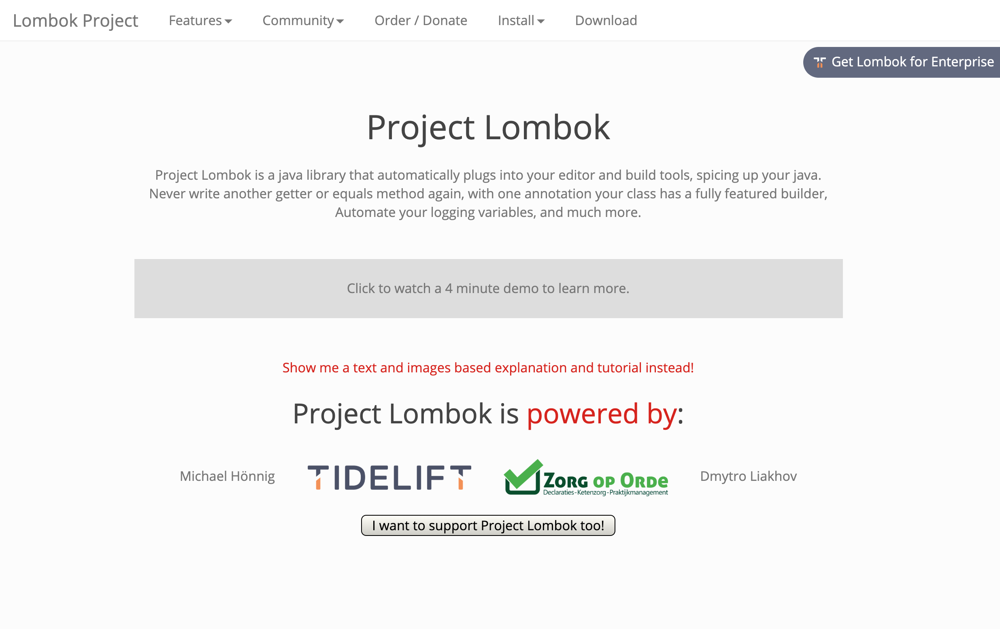 Lombok Project Features Community Order / Donate Install Download
Get Lombok for Enterprise
Project Lombok
Project Lombok is a java library that automatically plugs into your editor and build tools, spicing up your java.
Never write another getter or equals method again, with one annotation your class has a fully featured builder,
Automate your logging variables, and much more.
Click to watch a 4 minute demo to learn more.
Show me a text and images based explanation and tutorial instead!
Project Lombok is powered by:
Michael Hönnig
TIDELIFT
Zorg op Orde
Declaraties-Ketenzorg-Praktijkmanagement
Dmytro Liakhov
I want to support Project Lombok too!